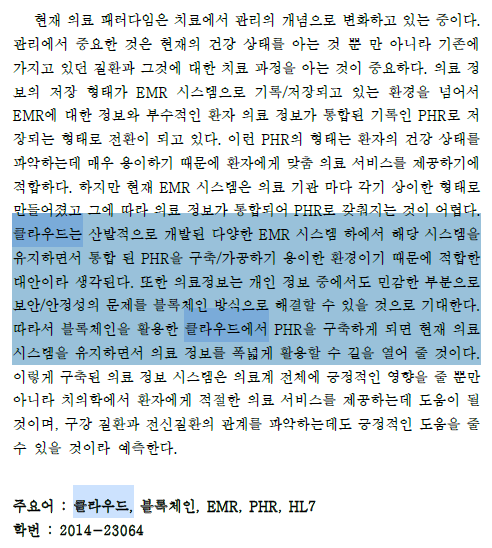 현재 의료 패러다임은 치료에서 관리의 개념으로 변화하고 있는 중이다.
관리에서 중요한 것은 현재의 건강 상태를 아는 것 뿐 만 아니라 기존에
가지고 있던 질환과 그것에 대한 치료 과정을 아는 것이 중요하다. 의료 정
보의 저장 형태가 EMR 시스템으로 기록/저장되고 있는 환경을 넘어서
EMR에 대한 정보와 부수적인 환자 의료 정보가 통합된 기록인 PHR로 저
장되는 형태로 전환이 되고 있다. 이런 PHR의 형태는 환자의 건강 상태를
파악하는데 매우 용이하기 때문에 환자에게 맞춤 의료 서비스를 제공하기에
적합하다. 하지만 현재 EMR 시스템은 의료 기관 마다 각기 상이한 형태로
만들어졌고 그에 따라 의료 정보가 통합되어 PHR로 갖춰지는 것이 어렵다.
클라우드는 산발적으로 개발된 다양한 EMR 시스템 하에서 해당 시스템을
유지하면서 통합 된 PHR을 구축/가공하기 용이한 환경이기 때문에 적합한
대안이라 생각된다. 또한 의료정보는 개인 정보 중에서도 민감한 부분으로
보안/안정성의 문제를 블록체인 방식으로 해결할 수 있을 것으로 기대한다.
따라서 블록체인을 활용한 클라우드에서 PHR을 구축하게 되면 현재 의료
시스템을 유지하면서 의료 정보를 폭넓게 활용할 수 길을 열어 줄 것이다.
이렇게 구축된 의료 정보 시스템은 의료계 전체에 긍정적인 영향을 줄 뿐만
아니라 치의학에서 환자에게 적절한 의료 서비스를 제공하는데 도움이 될
것이며, 구강 질환과 전신질환의 관계를 파악하는데도 긍정적인 도움을 줄
수 있을 것이라 예측한다.
주요어 : 클라우드, 블록체인, EMR, PHR, HL7
학번 : 2014-23064